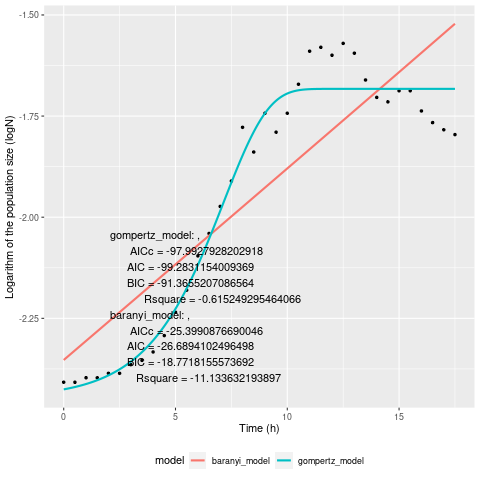 -1.50
-1.75
-2.00
-2.25
Logarithm of the population size (logN)
gompertz_model: ,
AICc = -97.9927928202918
AIC = -99.2831154009369
BIC = -91.3655207086564
Rsquare = -0.615249295464066
baranyi_model: ,
AICc = -25.3990876690046
AIC = -26.6894102496498
BIC = -18.7718155573692
Rsquare = -11.133632193897
0 5 10 15
Time (h)
model baranyi_model gompertz_model